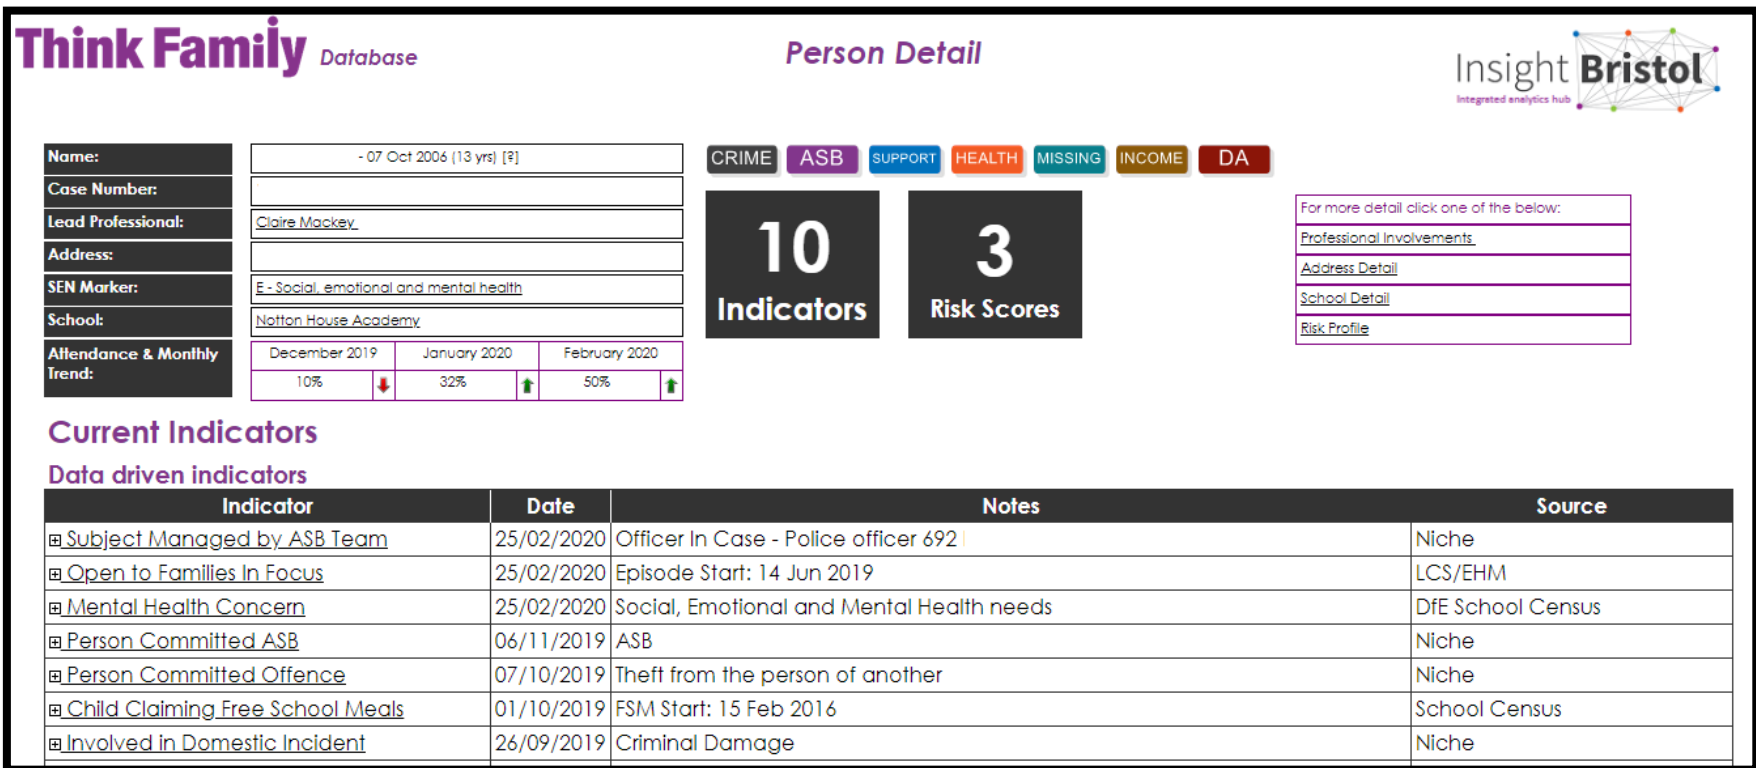 Think Family Database
Person Detail
Insight Bristol
Integrated analytics hub
Name: - 07 Oct 2006 (13 yrs) [?]
Case Number:
Lead Professional: Claire Mackey
Address:
SEN Marker: E - Social, emotional and mental health
School: Notton House Academy
Attendance & Monthly Trend:
December 2019 January 2020 February 2020
10% 32% 50%
CRIME ASB SUPPORT HEALTH MISSING INCOME DA
10 Indicators
3 Risk Scores
For more detail click one of the below:
Professional Involvements
Address Detail
School Detail
Risk Profile
Current Indicators
Data driven indicators
Indicator Date Notes Source
Subject Managed by ASB Team 25/02/2020 Officer In Case - Police officer 692 Niche
Open to Families In Focus 25/02/2020 Episode Start: 14 Jun 2019 LCS/EHM
Mental Health Concern 25/02/2020 Social, Emotional and Mental Health needs DfE School Census
Person Committed ASB 06/11/2019 ASB Niche
Person Committed Offence 07/10/2019 Theft from the person of another Niche
Child Claiming Free School Meals 01/10/2019 FSM Start: 15 Feb 2016 School Census
Involved in Domestic Incident 26/09/2019 Criminal Damage Niche